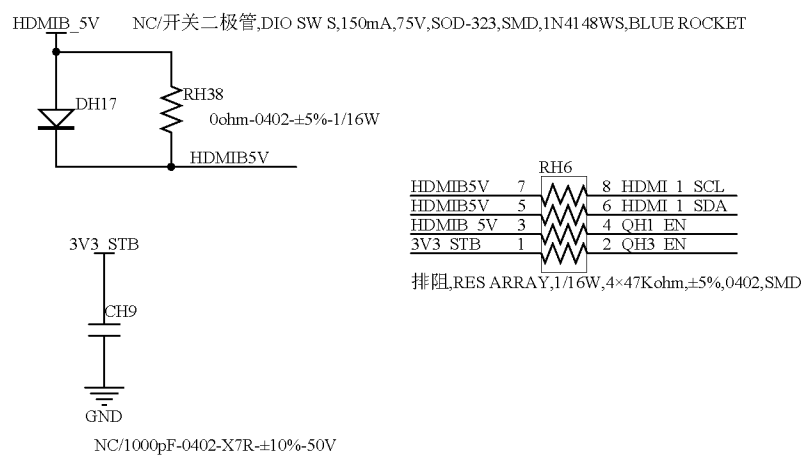 HDMIB_5V
NC/开关二极管,DIO SW S,150mA,75V,SOD-323,SMD,1N4148WS,BLUE ROCKET
DH17
RH38
0ohm-0402-±5%-1/16W
HDMIB5V
RH6
HDMIB5V 7 8 HDMI_1_SCL
HDMIB5V 5 6 HDMI_1_SDA
HDMIB_5V 3 4 QH1_EN
3V3_STB 1 2 QH3_EN
排阻,RES ARRAY,1/16W,4×47Kohm,±5%,0402,SMD
3V3_STB
CH9
GND
NC/1000pF-0402-X7R-±10%-50V